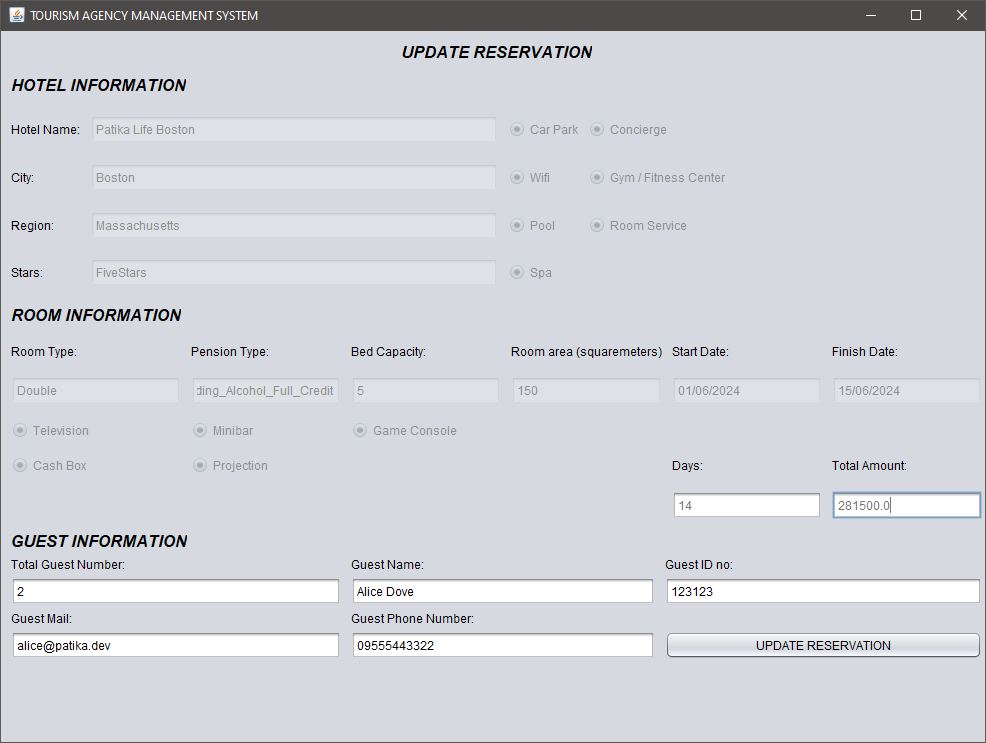 TOURISM AGENCY MANAGEMENT SYSTEM
UPDATE RESERVATION
HOTEL INFORMATION
Hotel Name: Patika Life Boston Car Park Concierge
City: Boston Wifi Gym / Fitness Center
Region: Massachusetts Pool Room Service
Stars: FiveStars Spa
ROOM INFORMATION
Room Type: Pension Type: Bed Capacity: Room area (squaremeters) Start Date: Finish Date:
Double ding_Alcohol_Full_Credit 5 150 01/06/2024 15/06/2024
Television Minibar Game Console
Cash Box Projection Days: Total Amount:
14 281500.0
GUEST INFORMATION
Total Guest Number: Guest Name: Guest ID no:
2 Alice Dove 123123
Guest Mail: Guest Phone Number:
alice@patika.dev 09555443322 UPDATE RESERVATION